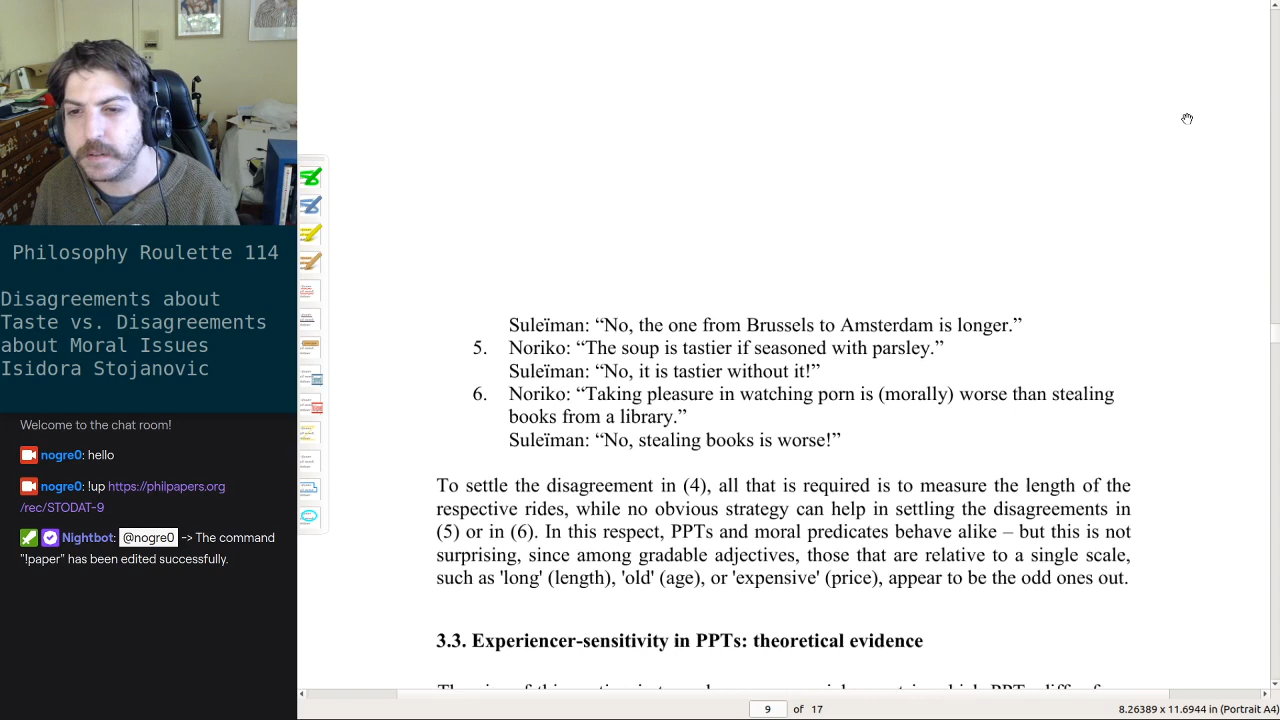 Philosophy Roulette 114
Disagreements about
Taste vs. Disagreements
about Moral Issues
Isidora Stojanovic
Welcome to the chat room!
nogre0: hello
nogre0: !up https://philpapers.org
/rec/STODAT-9
Nightbot: @nogre0 -> The command
"!paper" has been edited successfully.
Suleïman: “No, the one from Brussels to Amsterdam is longer.”
5. Noriko: “The soup is tastier if seasoned with parsley.”
Suleïman: “No, it is tastier without it!”
6. Noriko: “Taking pleasure in watching porn is (morally) worse than stealing
books from a library.”
Suleïman: “No, stealing books is worse!”
To settle the disagreement in (4), all that is required is to measure the length of the
respective rides, while no obvious strategy can help in settling the disagreements in
(5) or in (6). In this respect, PPTs and moral predicates behave alike – but this is not
surprising, since among gradable adjectives, those that are relative to a single scale,
such as 'long' (length), 'old' (age), or 'expensive' (price), appear to be the odd ones out.
3.3. Experiencer-sensitivity in PPTs: theoretical evidence
9 of 17
8.26389 x 11.6944 in (Portrait A4)